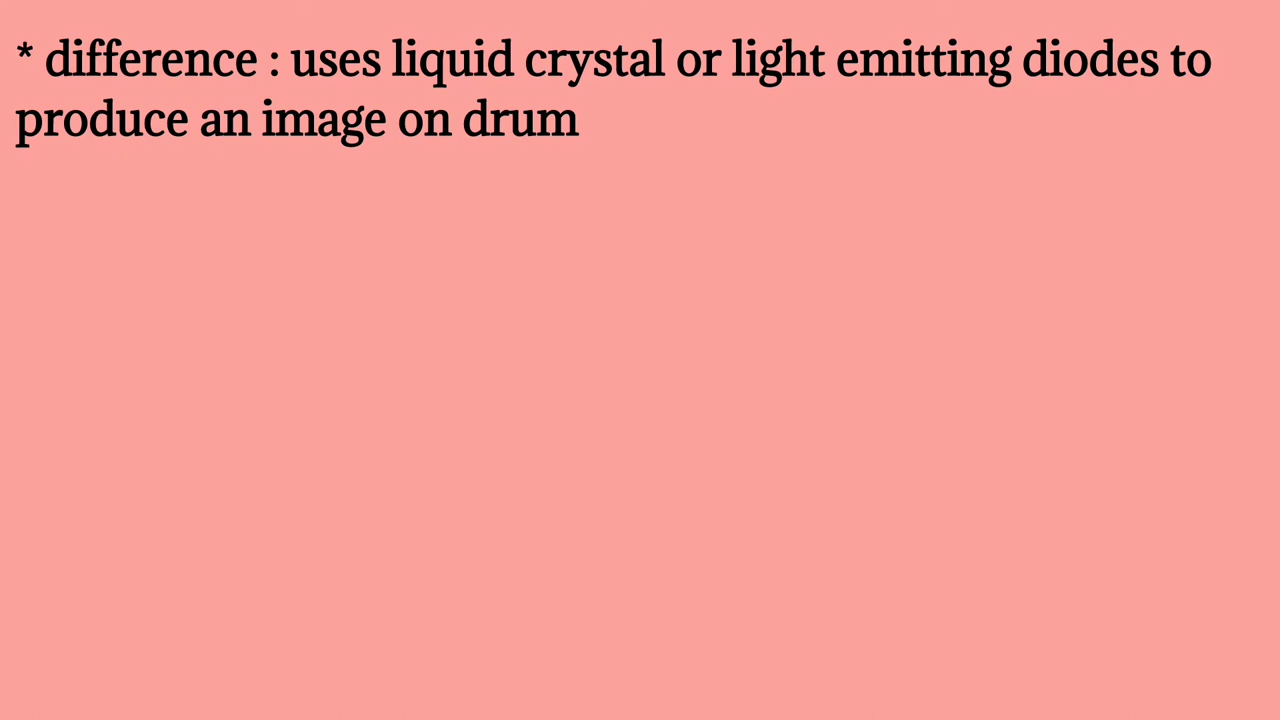 * difference : uses liquid crystal or light emitting diodes to
produce an image on drum